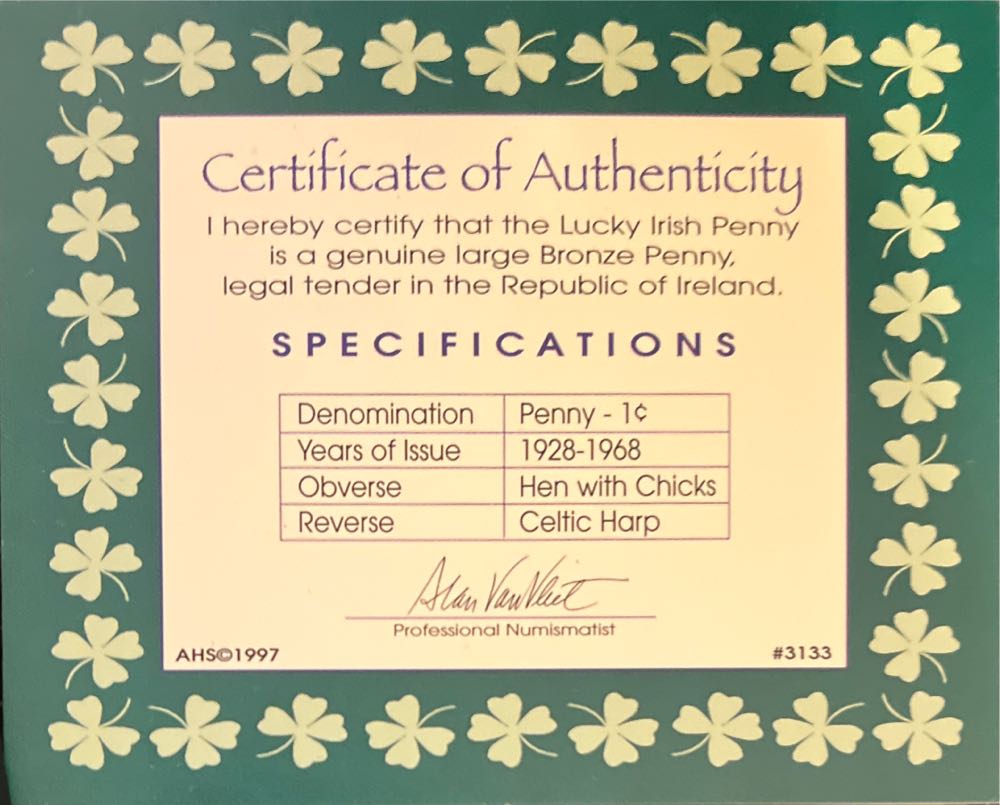 Certificate of Authenticity
I hereby certify that the Lucky Irish Penny
is a genuine large Bronze Penny,
legal tender in the Republic of Ireland.
SPECIFICATIONS
Denomination Penny - 1¢
Years of Issue 1928-1968
Obverse Hen with Chicks
Reverse Celtic Harp
Alan VanVliet
Professional Numismatist
AHS©1997 #3133